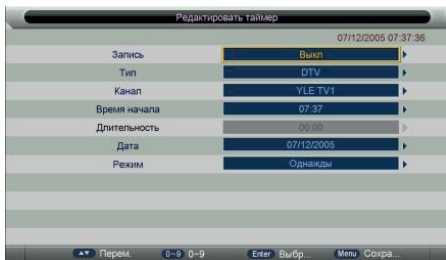 Редактировать таймер
07/12/2005 07:37:36
Запись Выкл
Тип DTV
Канал YLE TV1
Время начала 07:37
Длительность 00:00
Дата 07/12/2005
Режим Однажды
Перем. 0~9 0~9 Enter Выбр... Menu Сохра...